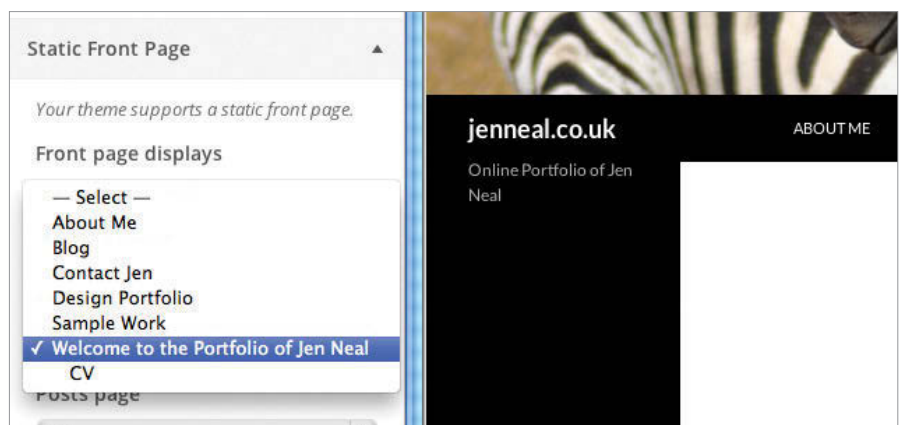 Static Front Page
Your theme supports a static front page.
Front page displays
— Select —
About Me
Blog
Contact Jen
Design Portfolio
Sample Work
✓ Welcome to the Portfolio of Jen Neal
CV
Posts page
jenneal.co.uk
ABOUT ME
Online Portfolio of Jen
Neal